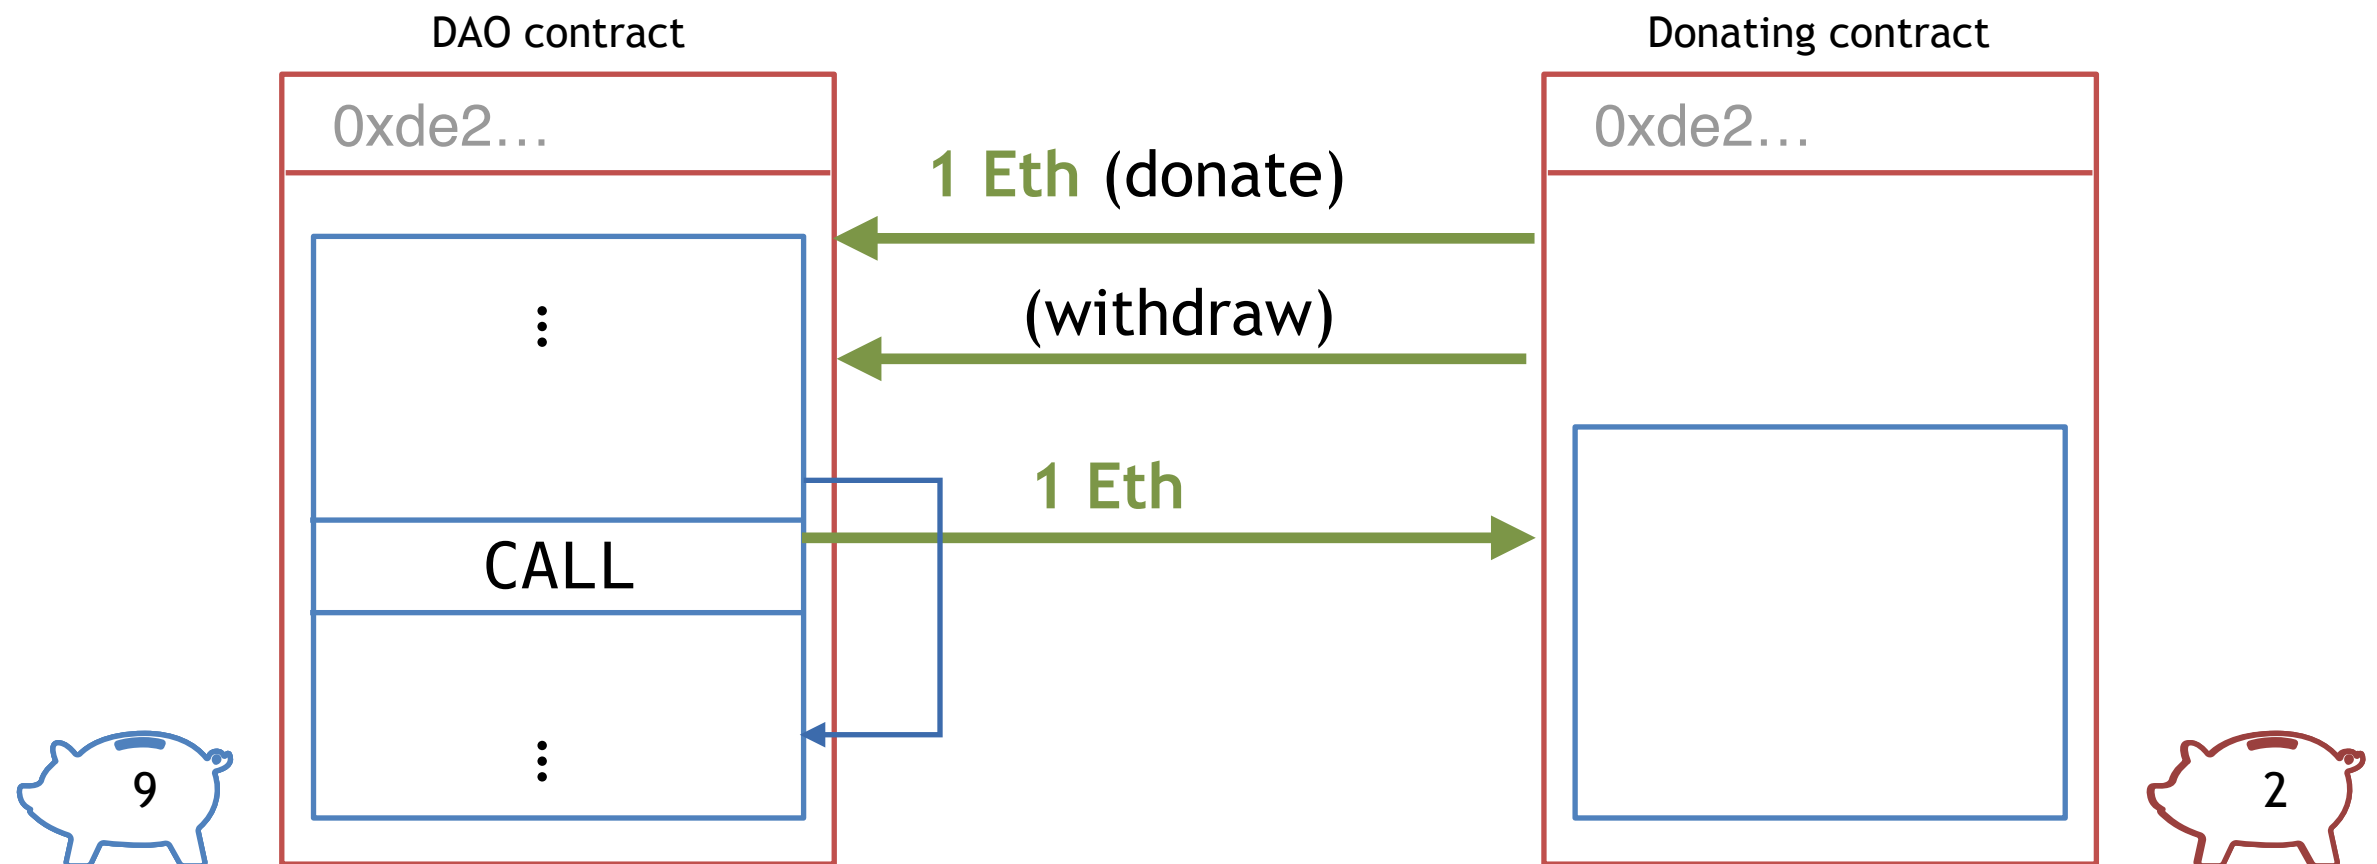 DAO contract
Donating contract
0xde2…
0xde2…
1 Eth (donate)
(withdraw)
1 Eth
CALL
9
2